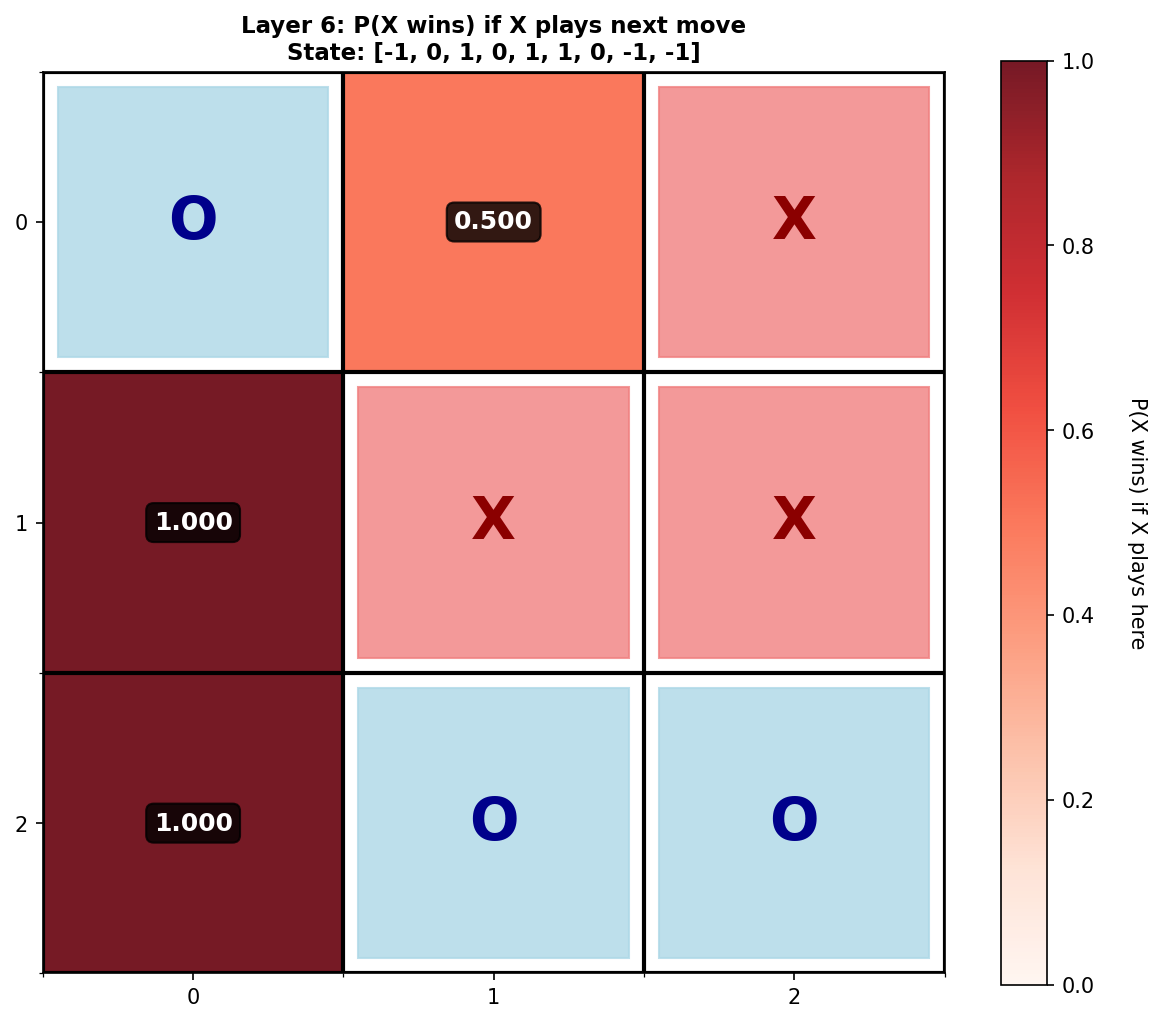 Layer 6: P(X wins) if X plays next move
State: [-1, 0, 1, 0, 1, 1, 0, -1, -1]
0
O
0.500
X
1
1.000
X
X
2
1.000
O
O
0
1
2
1.0
0.8
0.6
0.4
0.2
0.0
P(X wins) if X plays here